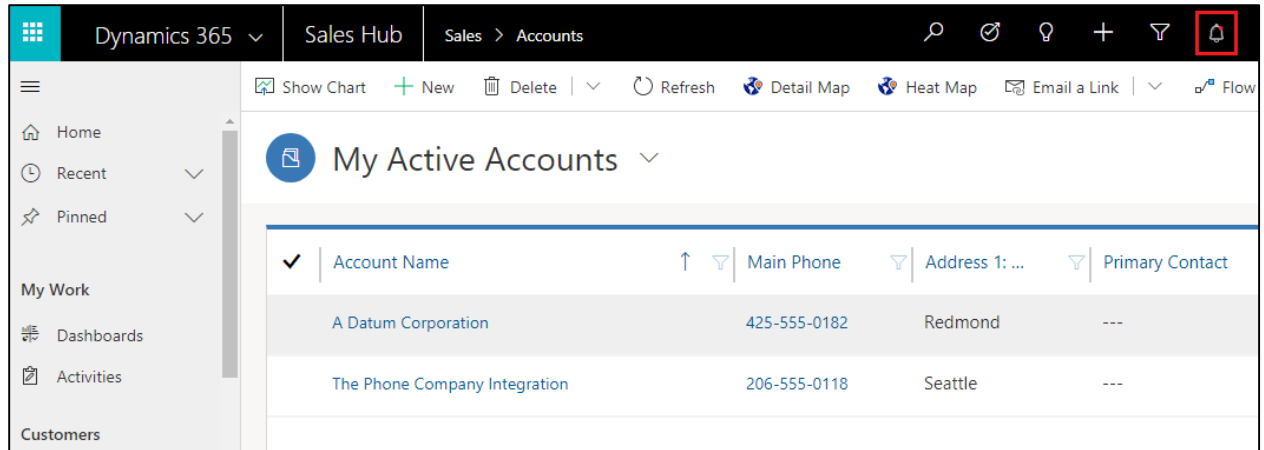 Dynamics 365 Sales Hub Sales > Accounts
Show Chart New Delete Refresh Detail Map Heat Map Email a Link Flow
Home
Recent
Pinned
My Work
Dashboards
Activities
Customers
My Active Accounts
Account Name Main Phone Address 1: ... Primary Contact
A Datum Corporation 425-555-0182 Redmond ---
The Phone Company Integration 206-555-0118 Seattle ---